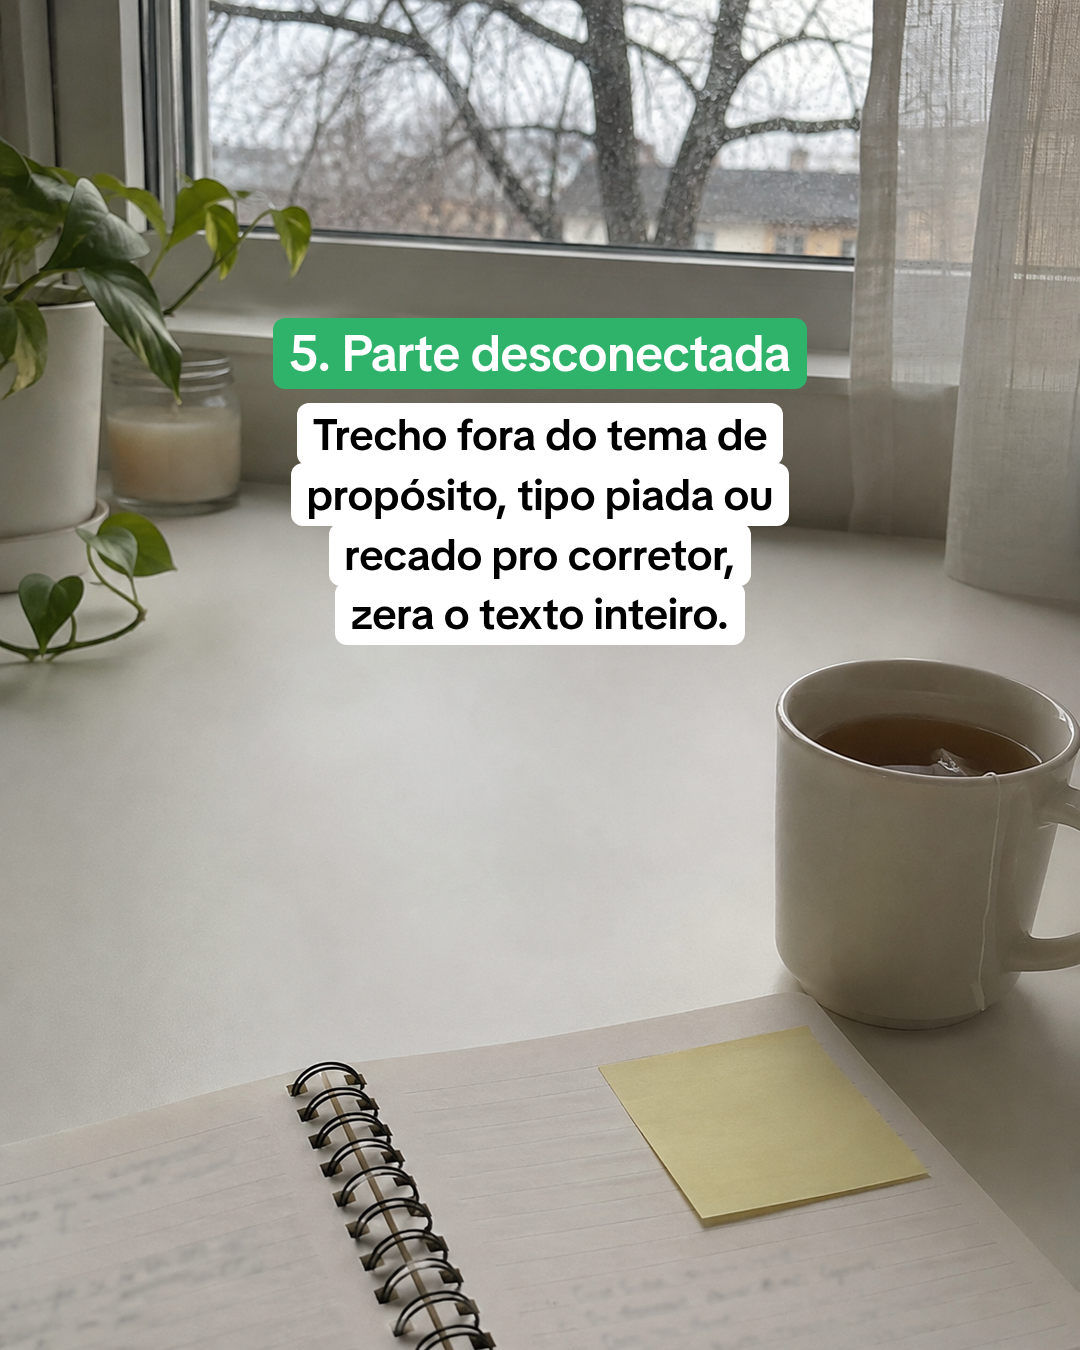 5. Parte desconectada
Trecho fora do tema de
propósito, tipo piada ou
recado pro corretor,
zera o texto inteiro.